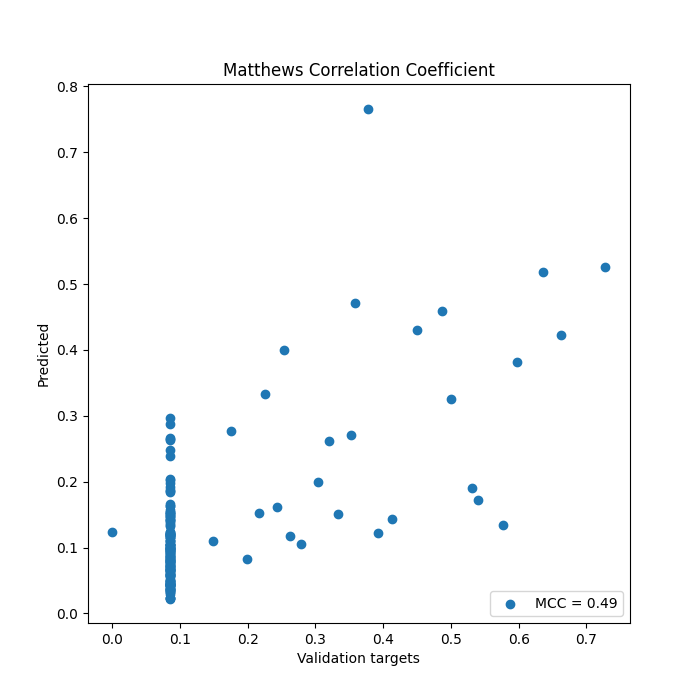 Matthews Correlation Coefficient
0.8
0.7
0.6
0.5
0.4
0.3
0.2
0.1
0.0
Predicted
MCC = 0.49
0.0 0.1 0.2 0.3 0.4 0.5 0.6 0.7
Validation targets